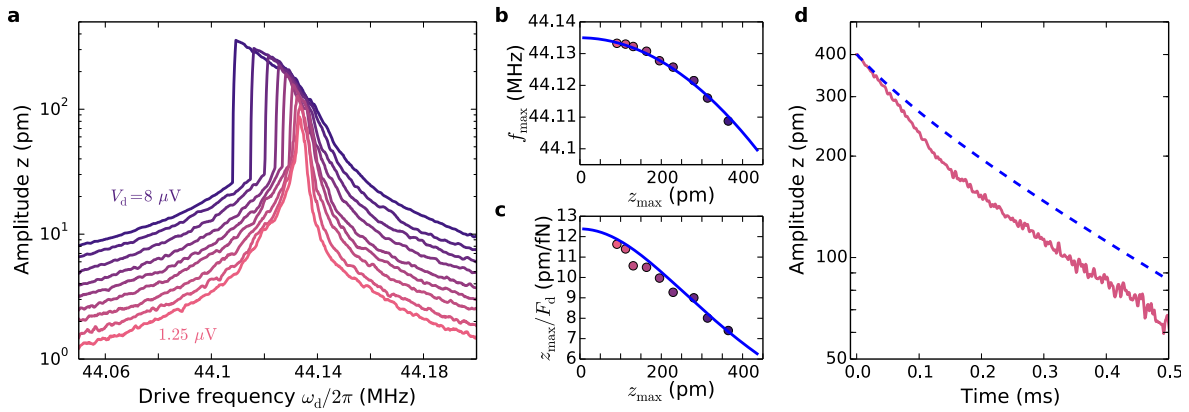 a
Amplitude z (pm)
10²
10¹
10⁰
V_d=8 μV
1.25 μV
44.06 44.1 44.14 44.18
Drive frequency ω_d/2π (MHz)
b
f_max (MHz)
44.14
44.13
44.12
44.11
44.1
0 200 400
z_max (pm)
c
z_max/F_d (pm/fN)
13
12
11
10
9
8
7
6
0 200 400
z_max (pm)
d
Amplitude z (pm)
400
300
200
100
50
0.0 0.1 0.2 0.3 0.4 0.5
Time (ms)